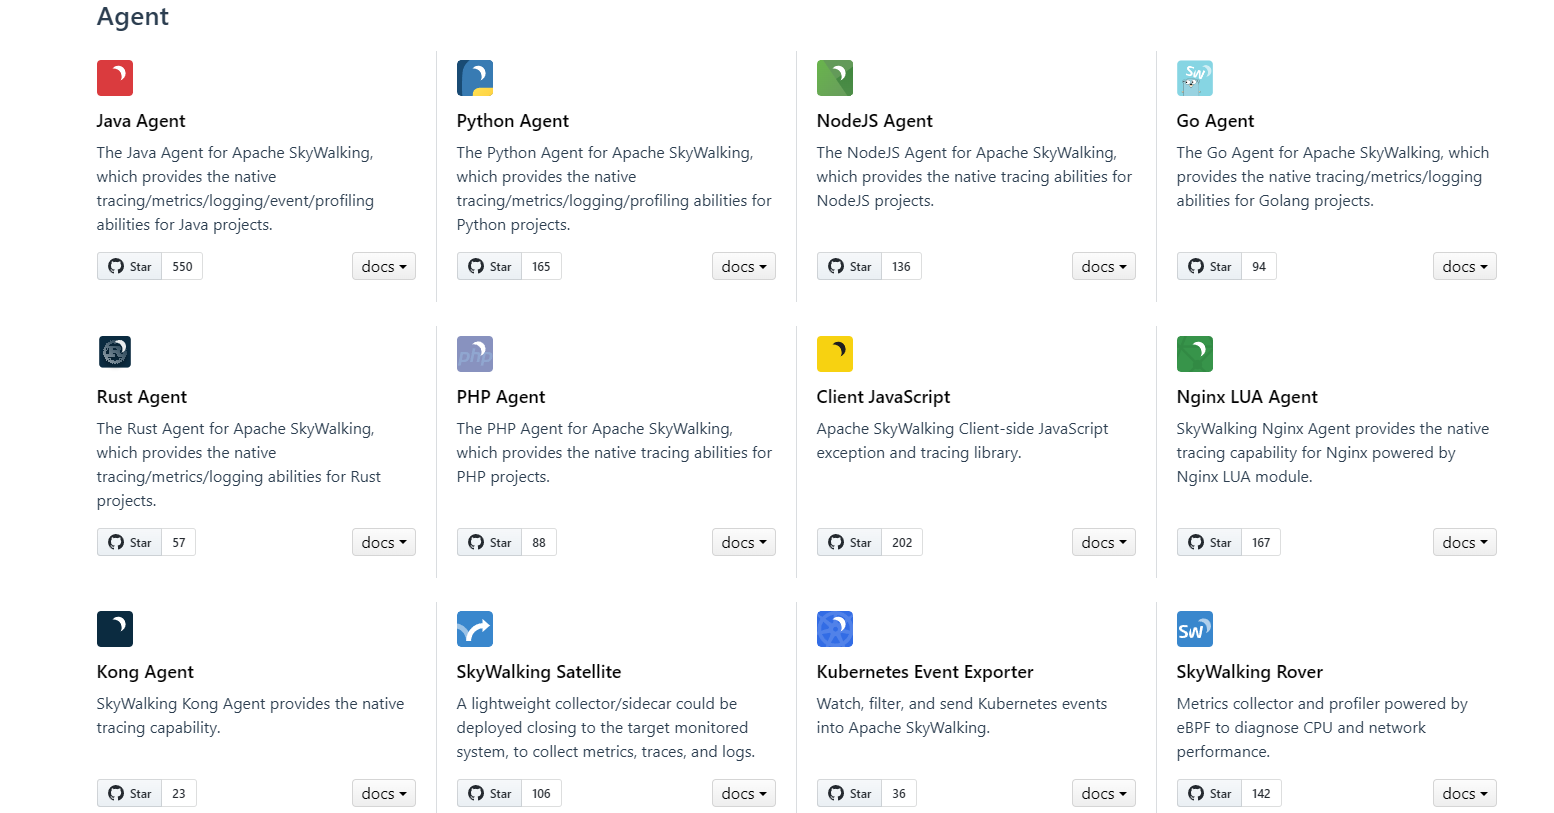 Agent
Java Agent
The Java Agent for Apache SkyWalking,
which provides the native
tracing/metrics/logging/event/profiling
abilities for Java projects.
Star 550 docs
Python Agent
The Python Agent for Apache SkyWalking,
which provides the native
tracing/metrics/logging/profiling abilities for
Python projects.
Star 165 docs
NodeJS Agent
The NodeJS Agent for Apache SkyWalking,
which provides the native tracing abilities for
NodeJS projects.
Star 136 docs
SW
Go Agent
The Go Agent for Apache SkyWalking, which
provides the native tracing/metrics/logging
abilities for Golang projects.
Star 94 docs
R
Rust Agent
The Rust Agent for Apache SkyWalking,
which provides the native
tracing/metrics/logging abilities for Rust
projects.
Star 57 docs
php
PHP Agent
The PHP Agent for Apache SkyWalking,
which provides the native tracing abilities for
PHP projects.
Star 88 docs
Client JavaScript
Apache SkyWalking Client-side JavaScript
exception and tracing library.
Star 202 docs
Nginx LUA Agent
SkyWalking Nginx Agent provides the native
tracing capability for Nginx powered by
Nginx LUA module.
Star 167 docs
Kong Agent
SkyWalking Kong Agent provides the native
tracing capability.
Star 23 docs
SkyWalking Satellite
A lightweight collector/sidecar could be
deployed closing to the target monitored
system, to collect metrics, traces, and logs.
Star 106 docs
Kubernetes Event Exporter
Watch, filter, and send Kubernetes events
into Apache SkyWalking.
Star 36 docs
SW
SkyWalking Rover
Metrics collector and profiler powered by
eBPF to diagnose CPU and network
performance.
Star 142 docs